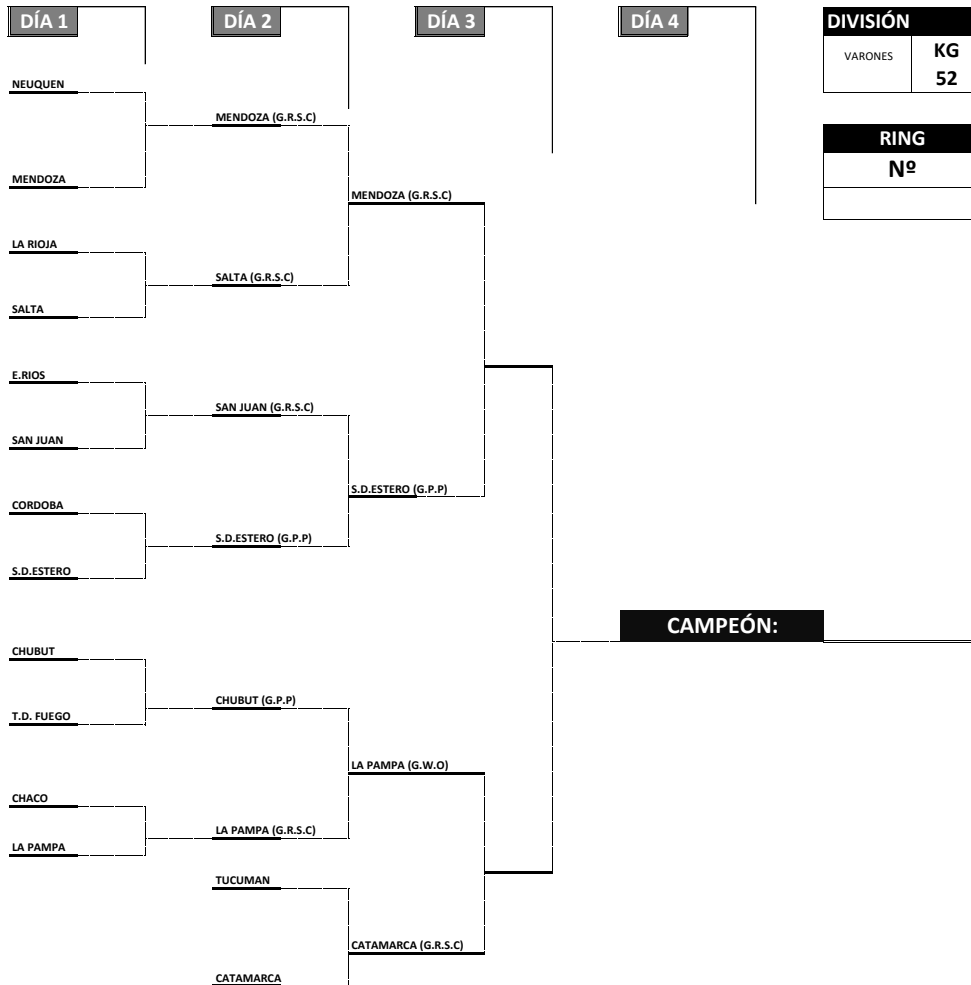 DÍA 1
DÍA 2
DÍA 3
DÍA 4
DIVISIÓN
VARONES
KG
52
RING
Nº
NEUQUEN
MENDOZA (G.R.S.C)
MENDOZA
MENDOZA (G.R.S.C)
LA RIOJA
SALTA (G.R.S.C)
SALTA
E.RIOS
SAN JUAN (G.R.S.C)
SAN JUAN
S.D.ESTERO (G.P.P)
CORDOBA
S.D.ESTERO (G.P.P)
S.D.ESTERO
CAMPEÓN:
CHUBUT
CHUBUT (G.P.P)
T.D. FUEGO
LA PAMPA (G.W.O)
CHACO
LA PAMPA (G.R.S.C)
LA PAMPA
TUCUMAN
CATAMARCA (G.R.S.C)
CATAMARCA